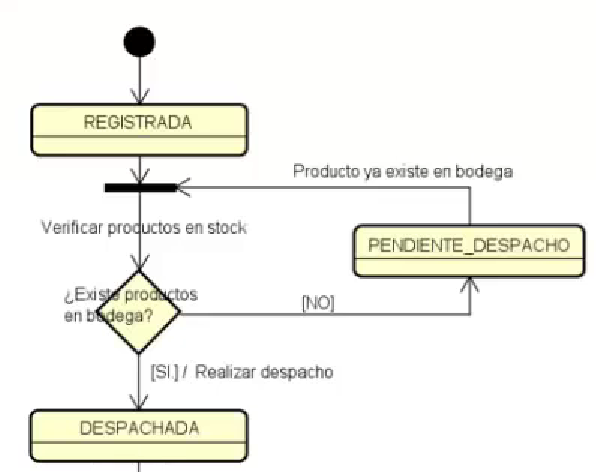 REGISTRADA
Producto ya existe en bodega
Verificar productos en stock
PENDIENTE_DESPACHO
¿Existe productos
en bodega?
[NO]
[SI.] / Realizar despacho
DESPACHADA